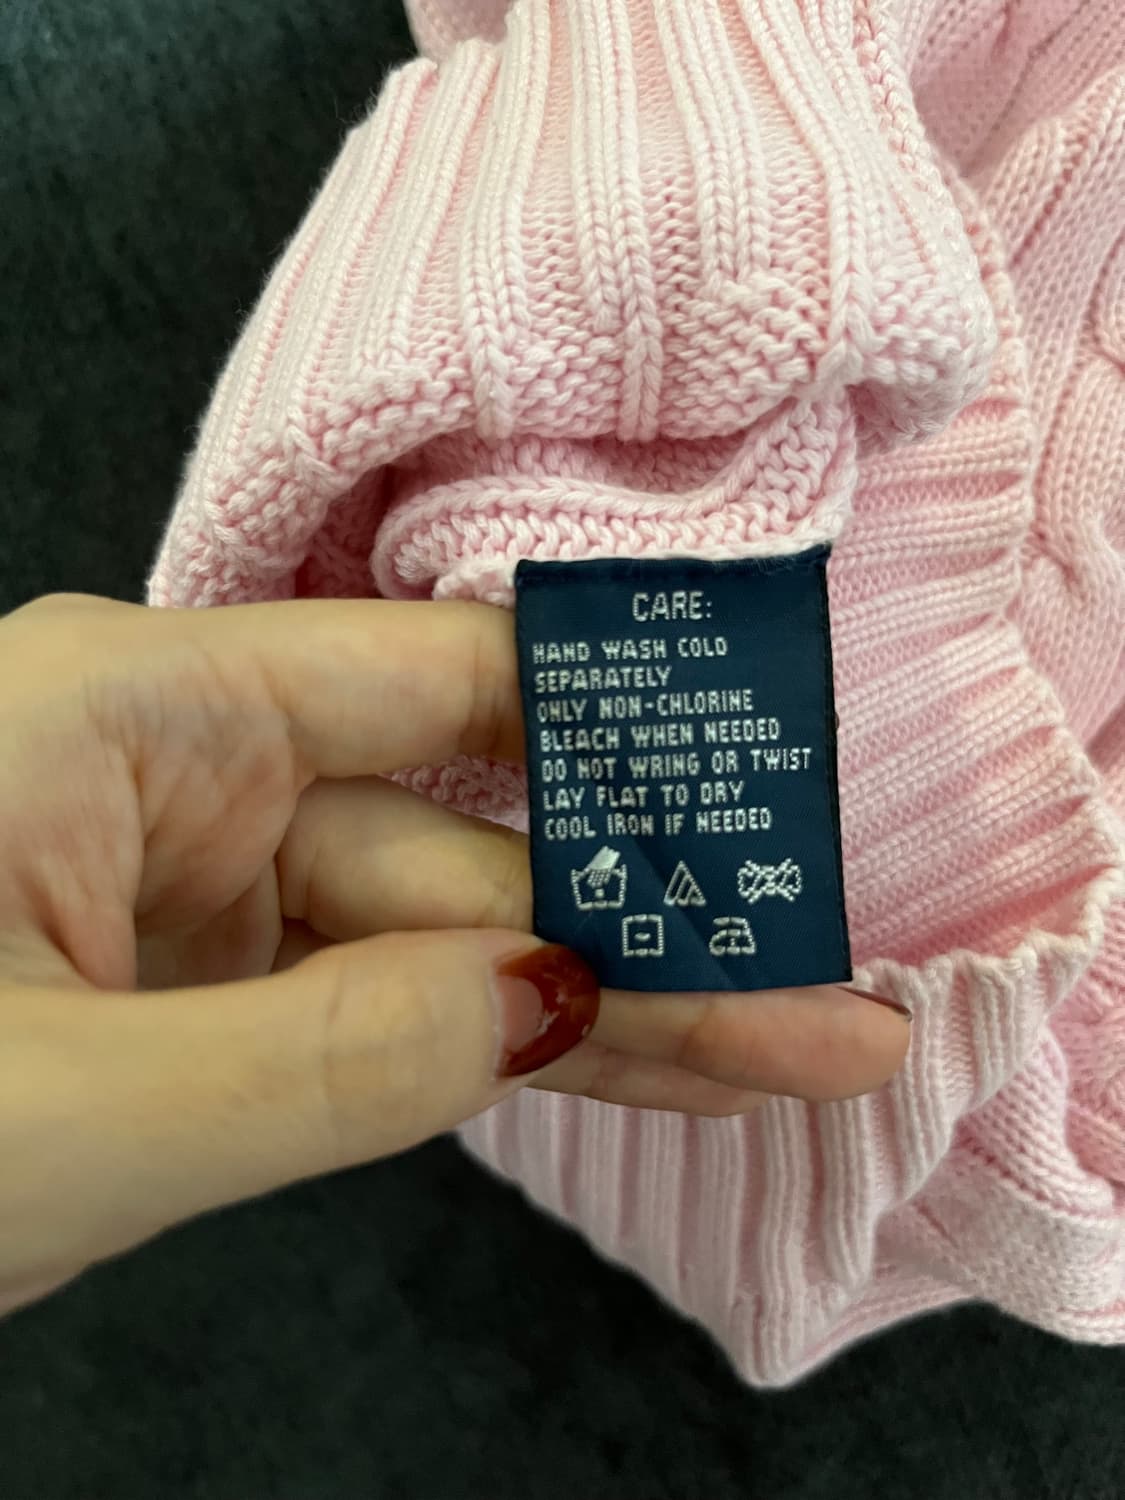 CARE:
HAND WASH COLD
SEPARATELY
ONLY NON-CHLORINE
BLEACH WHEN NEEDED
DO NOT WRING OR TWIST
LAY FLAT TO DRY
COOL IRON IF NEEDED